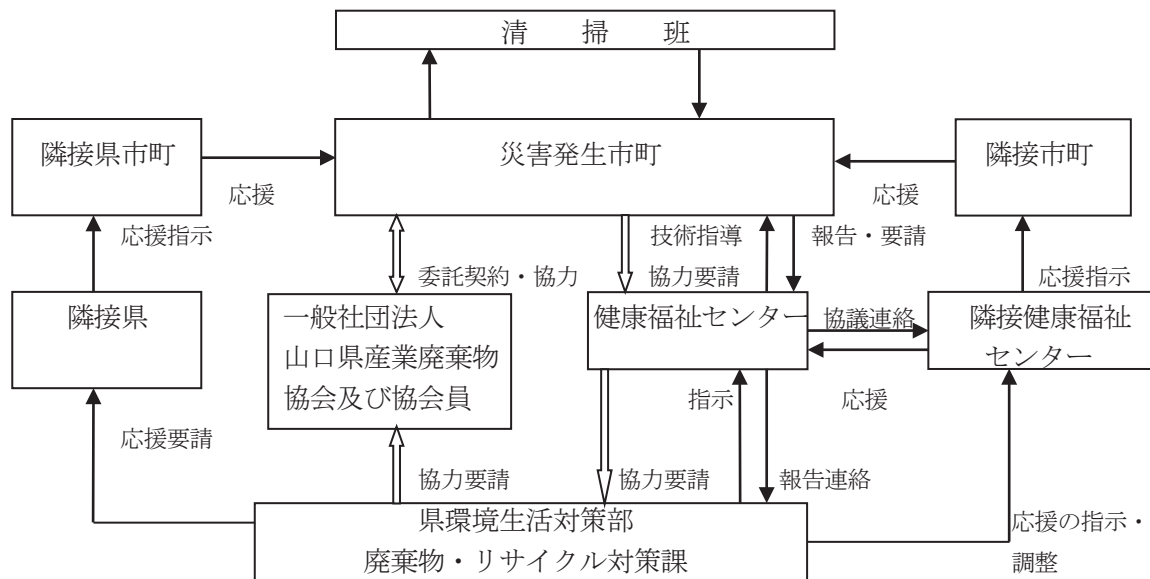 清　掃　班
隣接県市町
災害発生市町
隣接市町
応援
応援
応援指示
技術指導
報告・要請
委託契約・協力
協力要請
応援指示
隣接県
一般社団法人
山口県産業廃棄物
協会及び協会員
健康福祉センター
協議連絡
隣接健康福祉
センター
指示
応援
応援要請
協力要請
協力要請
報告連絡
県環境生活対策部
廃棄物・リサイクル対策課
応援の指示・
調整